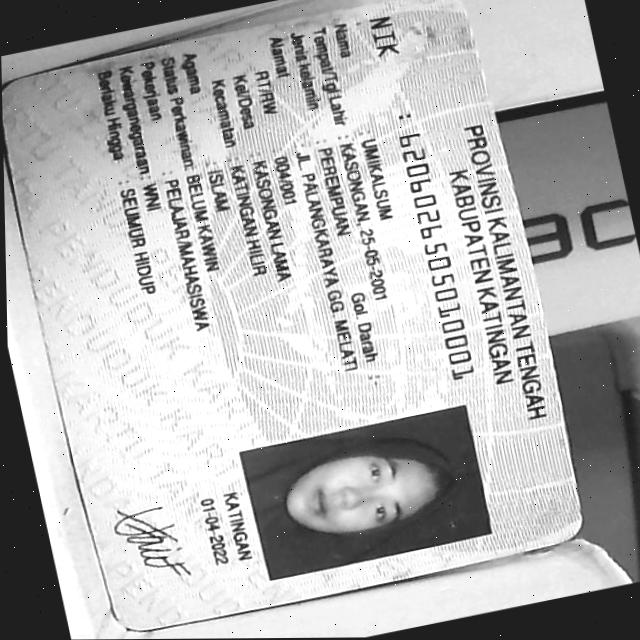 PROVINSI KALIMANTAN TENGAH
KABUPATEN KATINGAN
NIK : 6206026505010001
Nama : UMIKALSUM
Tempat/Tgl Lahir : KASONGAN, 25-05-2001
Jenis kelamin : PEREMPUAN Gol. Darah : -
Alamat JL. PALANGKARAYA GG. MELATI
RT/RW : 004/001
Kel/Desa : KASONGAN LAMA
Kecamatan : KATINGAN HILIR
Agama : ISLAM
Status Perkawinan: BELUM KAWIN
Pekerjaan : PELAJAR/MAHASISWA
Kewarganegaraan: WNI
Berlaku Hingga : SEUMUR HIDUP
KATINGAN
01-04-2022